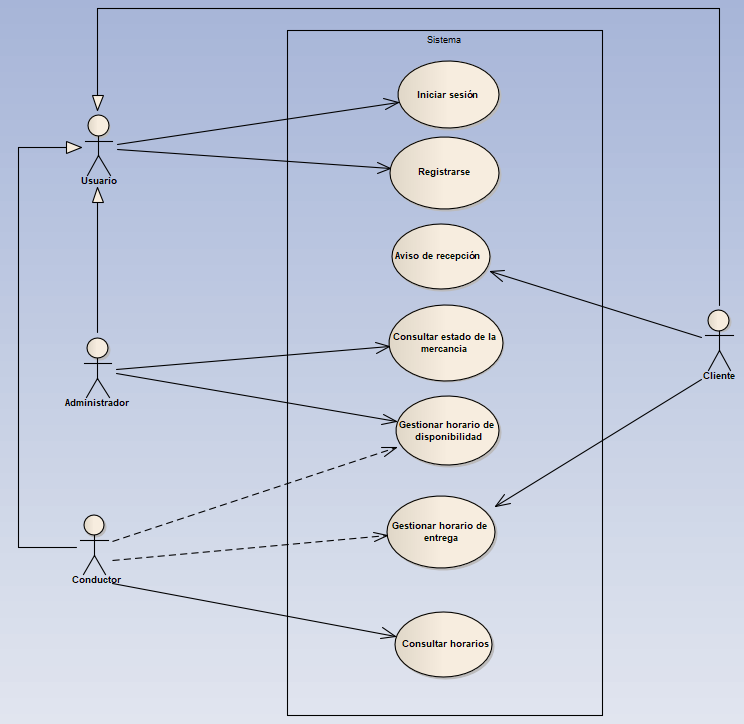 Sistema
Iniciar sesión
Registrarse
Usuario
Aviso de recepción
Consultar estado de la
mercancia
Cliente
Administrador
Gestionar horario de
disponibilidad
Gestionar horario de
entrega
Conductor
Consultar horarios